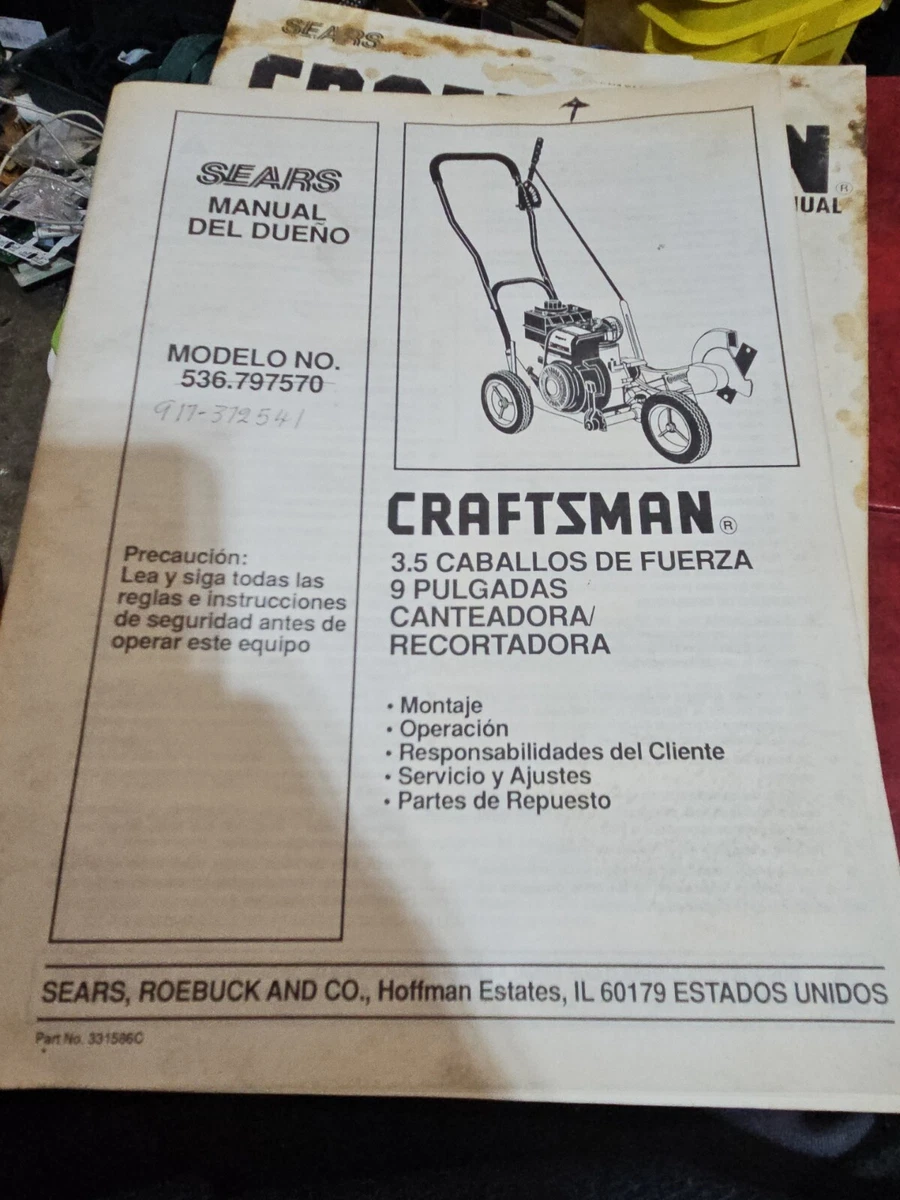 SEARS
CRAFTSMAN®
UAL
SEARS
MANUAL
DEL DUEÑO
MODELO NO.
536.797570
917-372541
Precaución:
Lea y siga todas las
reglas e instrucciones
de seguridad antes de
operar este equipo
CRAFTSMAN®
3.5 CABALLOS DE FUERZA
9 PULGADAS
CANTEADORA/
RECORTADORA
• Montaje
• Operación
• Responsabilidades del Cliente
• Servicio y Ajustes
• Partes de Repuesto
SEARS, ROEBUCK AND CO., Hoffman Estates, IL 60179 ESTADOS UNIDOS
Part No. 331586C